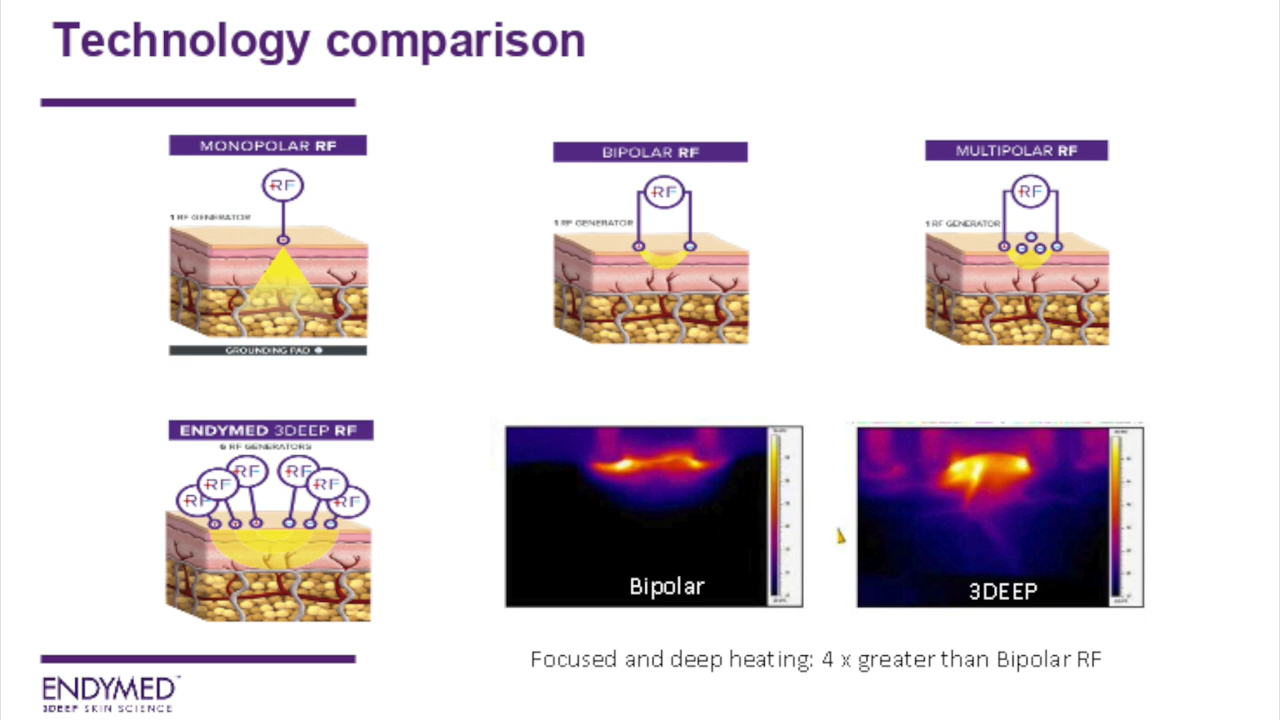 Technology comparison
MONOPOLAR RF
RF
1 RF GENERATOR
GROUNDING PAD
BIPOLAR RF
RF
1 RF GENERATOR
MULTIPOLAR RF
RF
1 RF GENERATOR
ENDYMED 3DEEP RF
6 RF GENERATORS
RF
RF
RF
RF
RF
RF
Bipolar
3DEEP
Focused and deep heating: 4 x greater than Bipolar RF
ENDYMED™
3DEEP SKIN SCIENCE